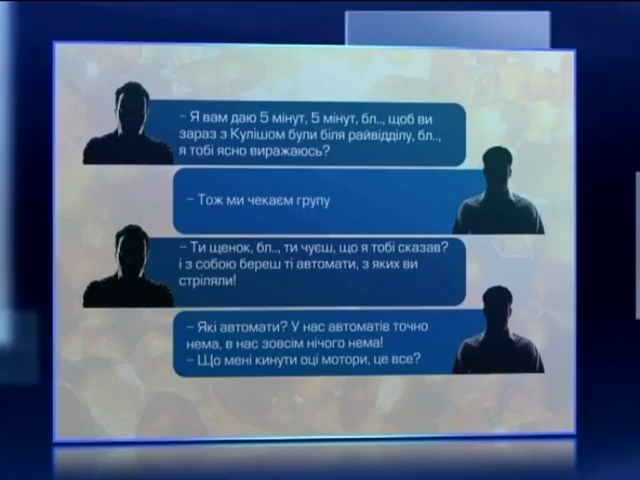 – Я вам даю 5 мінут, 5 мінут, бл.., щоб ви
зараз з Кулішом були біля райвідділу, бл..,
я тобі ясно виражаюсь?
– Тож ми чекаєм групу
– Ти щенок, бл.., ти чуєш, що я тобі сказав?
і з собою береш ті автомати, з яких ви
стріляли!
– Які автомати? У нас автоматів точно
нема, в нас зовсім нічого нема!
– Що мені кинути оці мотори, це все?